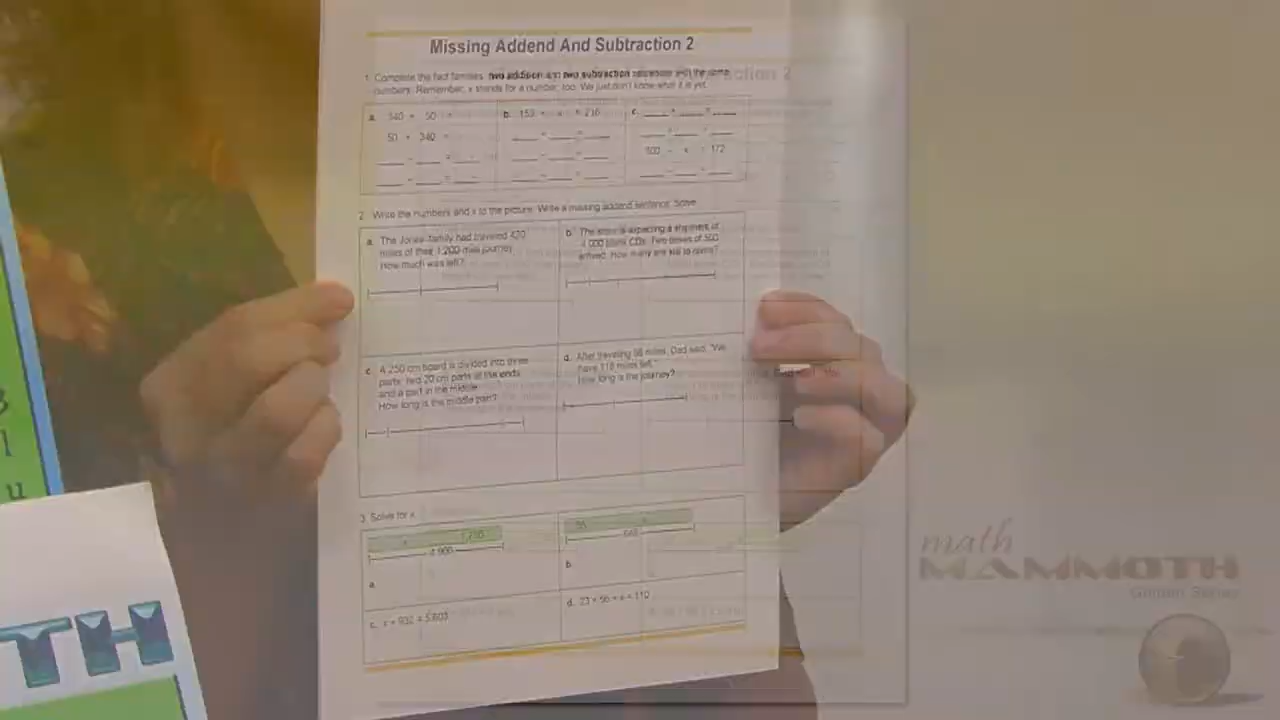 Missing Addend And Subtraction 2
1. Complete the fact families: two addition and two subtraction sentences with the same
numbers. Remember, x stands for a number, too. We just don't know what it is yet.
a. 340 + 50 =
50 + 340 =
b. 153 + x = 216
c. ___ + ___ = ___
500 - x = 172
2. Write the numbers and x to the picture. Write a missing addend sentence. Solve.
a. The Jones family had traveled 420
miles of their 1,200 mile journey.
How much was left?
b. The store is expecting a shipment of
4,000 blank CDs. Two boxes of 500
arrived. How many are still to come?
c. A 250 cm board is divided into three
parts: two 20 cm parts at the ends
and a part in the middle.
How long is the middle part?
d. After traveling 56 miles, Dad said, "We
have 118 miles left."
How long is the journey?
3. Solve for x.
a.
b.
c. x + 932 = 5,603
d. 23 + 56 + x = 110
3
l
u
TH
math
MAMMOTH